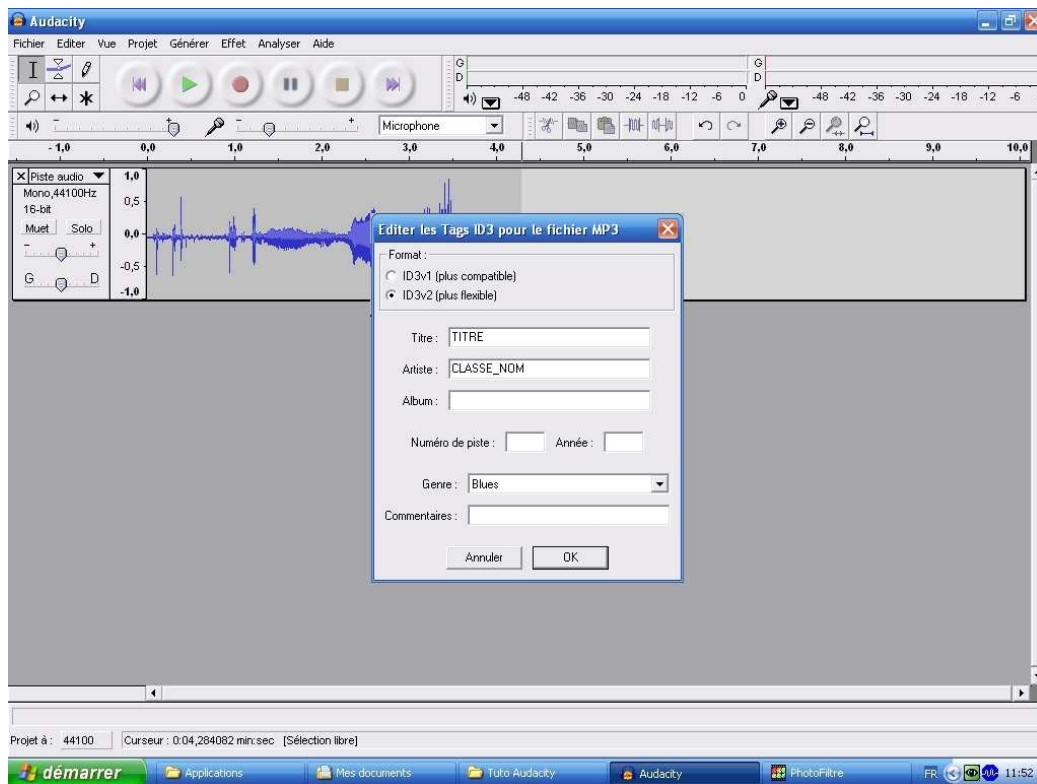 Audacity
Fichier Editer Vue Projet Générer Effet Analyser Aide
G
D
-48 -42 -36 -30 -24 -18 -12 -6 0
G
D
-48 -42 -36 -30 -24 -18 -12 -6
- + - + Microphone
- 1,0 0,0 1,0 2,0 3,0 4,0 5,0 6,0 7,0 8,0 9,0 10,0
X Piste audio
Mono,44100Hz
16-bit
Muet Solo
- +
G D
1,0
0,5
0,0
-0,5
-1,0
Editer les Tags ID3 pour le fichier MP3
Format :
ID3v1 (plus compatible)
ID3v2 (plus flexible)
Titre : TITRE
Artiste : CLASSE_NOM
Album :
Numéro de piste : Année :
Genre : Blues
Commentaires :
Annuler OK
Projet à : 44100 Curseur : 0:04,284082 min:sec [Sélection libre]
démarrer Applications Mes documents Tuto Audacity Audacity PhotoFiltre FR 11:52